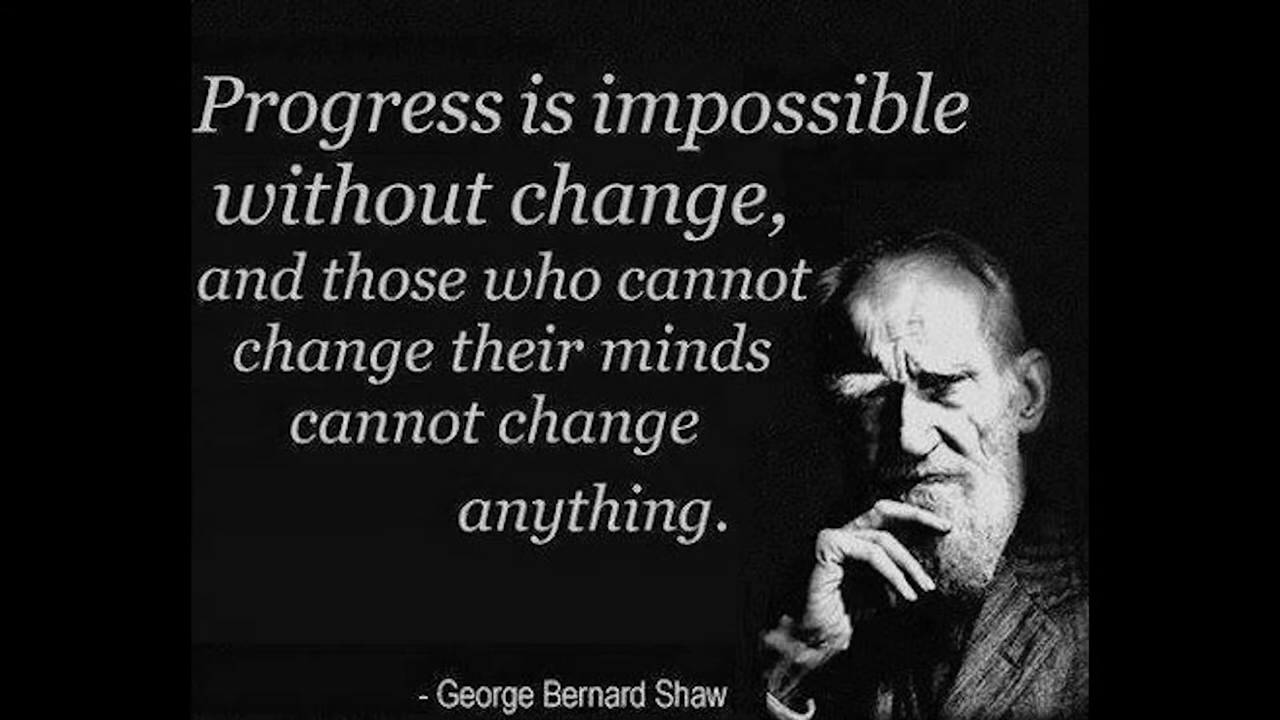 Progress is impossible
without change,
and those who cannot
change their minds
cannot change
anything.
- George Bernard Shaw